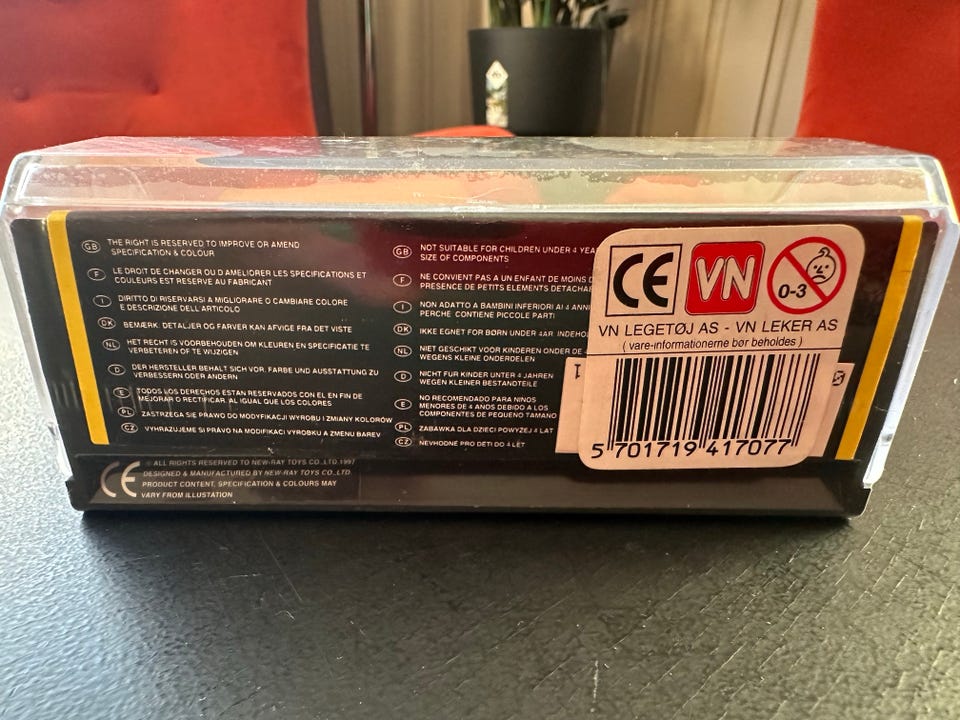 GB THE RIGHT IS RESERVED TO IMPROVE OR AMEND
SPECIFICATION & COLOUR
F LE DROIT DE CHANGER OU D AMELIORER LES SPECIFICATIONS ET
COULEURS EST RESERVE AU FABRICANT
I DIRITTO DI RISERVARSI A MIGLIORARE O CAMBIARE COLORE
E DESCRIZIONE DELL ARTICOLO
DK BEMÆRK: DETALJER OG FARVER KAN AFVIGE FRA DET VISTE
NL HET RECHT IS VOORBEHOUDEN OM KLEUREN EN SPECIFICATIE TE
VERBETEREN OF TE WIJZIGEN
D DER HERSTELLER BEHALT SICH VOR. FARBE UND AUSSTATTUNG ZU
VERBESSERN ODER ANDERN
E TODOS LOS DERECHOS ESTAN RESERVADOS CON EL EN FIN DE
MEJORAR O RECTIFICAR. AL IGUAL QUE LOS COLORES
PL ZASTRZEGA SIE PRAWO DO MODYFIKACJI WYROBU I ZMIANY KOLORÓW
CZ VYHRAZUJEME SI PRÁVO NA MODIFIKACI VYROBKU A ZMENU BAREV
GB NOT SUITABLE FOR CHILDREN UNDER 4 YEA
SIZE OF COMPONENTS
F NE CONVIENT PAS A UN ENFANT DE MOINS D
PRESENCE DE PETITS ELEMENTS DETACHA
I NON ADATTO A BAMBINI INFERIORI AI 4 ANNI
PERCHE CONTIENE PICCOLE PARTI
DK IKKE EGNET FOR BØRN UNDER 4AR. INDEHO
NL NIET GESCHIKT VOOR KINDEREN ONDER DE
WEGENS KLEINE ONDERDELEN
D NICHT FUR KINDER UNTER 4 JAHREN
WEGEN KLEINER BESTANDTEILE
E NO RECOMENDADO PARA NINOS
MENORES DE 4 ANOS DEBIDO A LOS
COMPONENTES DE PEQUENO TAMANO
PL ZABAWKA DLA DZIECI POWYŻEJ 4 LAT
CZ NEVHODNE PRO DETI DO 4 LET
CE © ALL RIGHTS RESERVED TO NEW-RAY TOYS CO.,LTD 1997
DESIGNED & MANUFACTURED BY NEW-RAY TOYS CO.,LTD.
PRODUCT CONTENT, SPECIFICATION & COLOURS MAY
VARY FROM ILLUSTATION
CE VN 0-3
VN LEGETØJ AS - VN LEKER AS
( vare-informationerne bør beholdes )
5 701719 417077